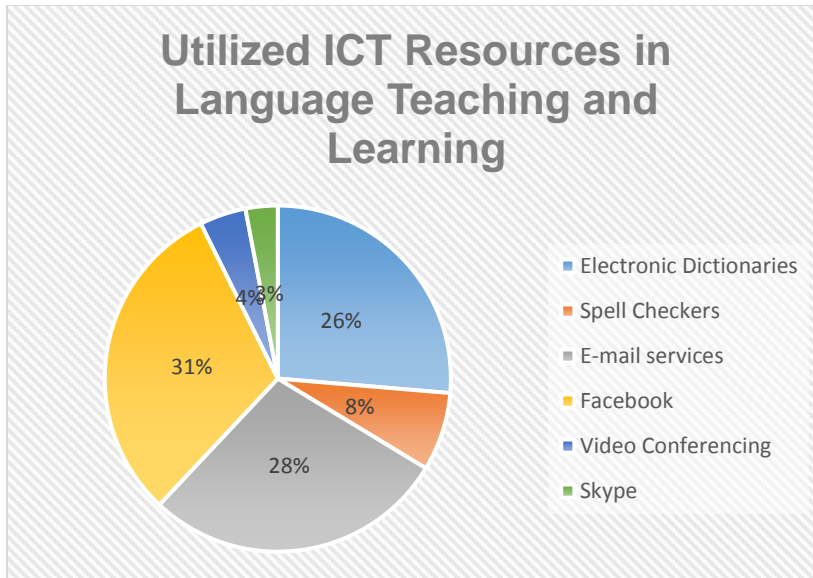 Utilized ICT Resources in
Language Teaching and
Learning
26%
8%
28%
31%
4%
3%
Electronic Dictionaries
Spell Checkers
E-mail services
Facebook
Video Conferencing
Skype